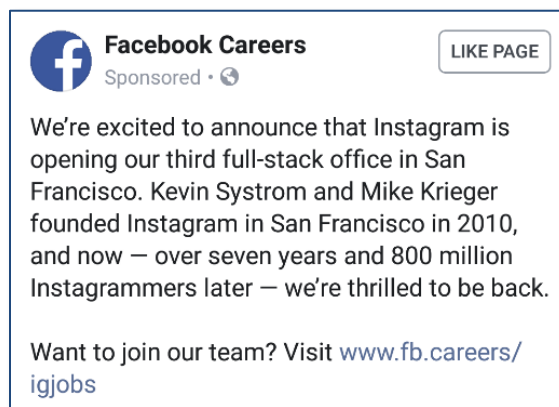 Facebook Careers
LIKE PAGE
Sponsored •
We’re excited to announce that Instagram is
opening our third full-stack office in San
Francisco. Kevin Systrom and Mike Krieger
founded Instagram in San Francisco in 2010,
and now — over seven years and 800 million
Instagrammers later — we’re thrilled to be back.
Want to join our team? Visit www.fb.careers/
igjobs